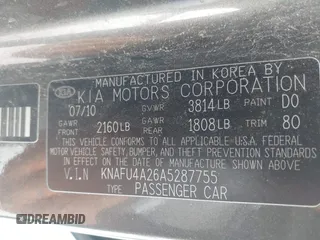 MANUFACTURED IN KOREA BY
KIA KIA MOTORS CORPORATION
07/10 GVWR 3814LB PAINT D0
GAWR FRONT 2160LB GAWR REAR 1808LB TRIM 80
THIS VEHICLE CONFORMS TO ALL APPLICABLE U.S.A. FEDERAL
MOTOR VEHICLE SAFETY, BUMPER, AND THEFT PREVENTION
STANDARDS IN EFFECT ON THE DATE OF MANUFACTURE
SHOWN ABOVE.
V.I.N KNAFU4A26A5287755
TYPE PASSENGER CAR
DREAMBID